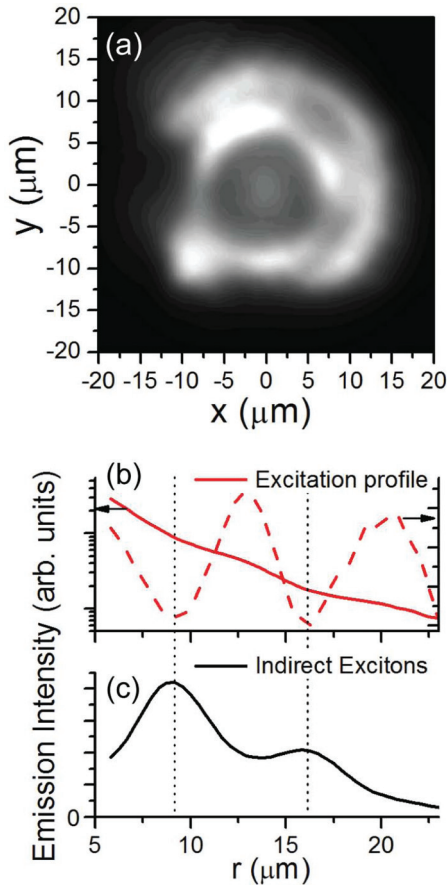 (a)
20
15
10
5
0
-5
-10
-15
-20
y (μm)
-20 -15 -10 -5 0 5 10 15 20
x (μm)
(b)
Excitation profile
Emission Intensity (arb. units)
(c)
Indirect Excitons
0
5 10 15 20
r (μm)